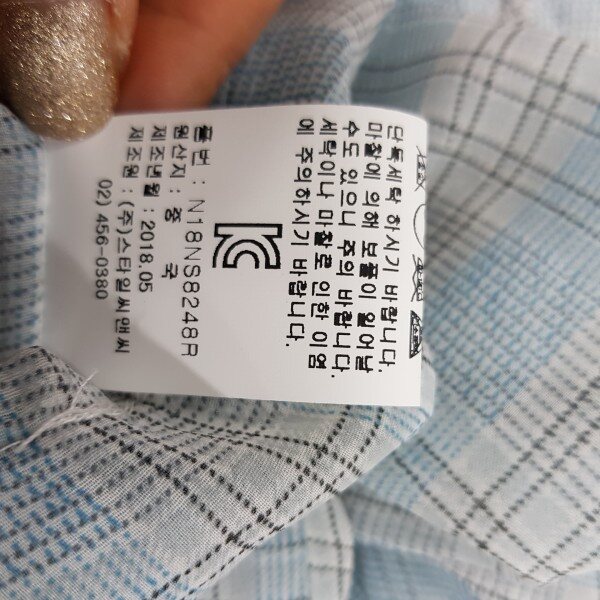 단독세탁 하시기 바랍니다.
마찰에 의해 보풀이 일어날
수도 있으니 주의 바랍니다.
세탁이나 마찰로 인한 이염
에 주의하시기 바랍니다.
품번 : N18NS8248R
원산지 : 중 국
제조년월 : 2018.05
제조원 : (주)스타일씨앤씨
02) 456-0380